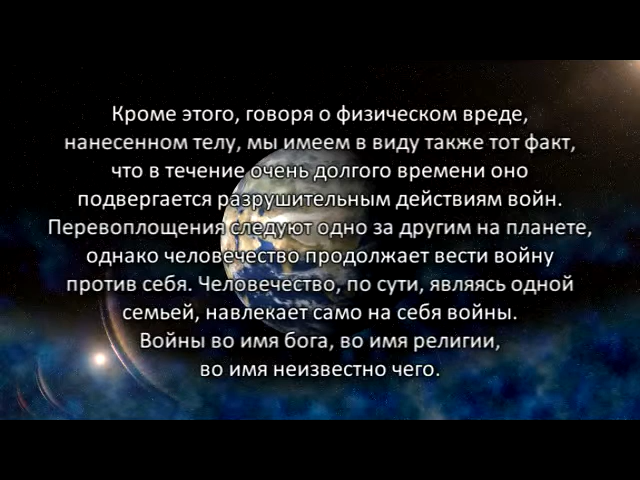 Кроме этого, говоря о физическом вреде,
нанесенном телу, мы имеем в виду также тот факт,
что в течение очень долгого времени оно
подвергается разрушительным действиям войн.
Перевоплощения следуют одно за другим на планете,
однако человечество продолжает вести войну
против себя. Человечество, по сути, являясь одной
семьей, навлекает само на себя войны.
Войны во имя бога, во имя религии,
во имя неизвестно чего.